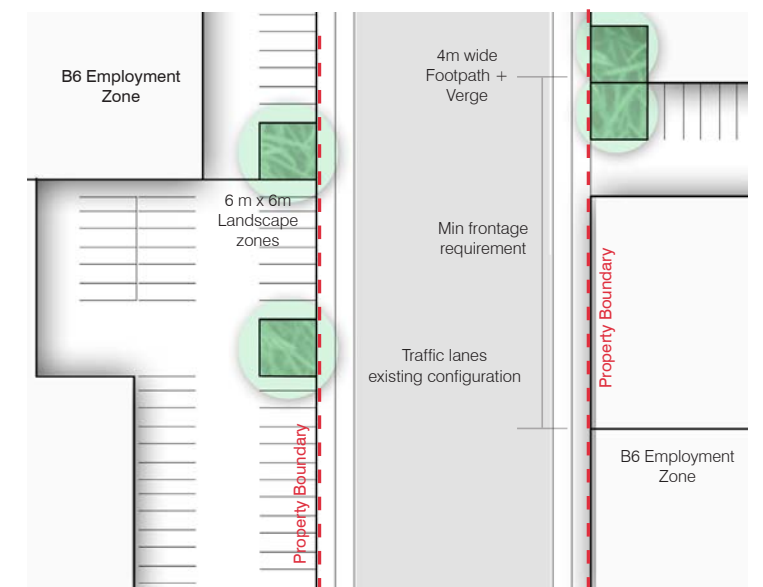 B6 Employment
Zone
4m wide
Footpath +
Verge
6 m x 6m
Landscape
zones
Min frontage
requirement
Property Boundary
Traffic lanes
existing configuration
Property Boundary
B6 Employment
Zone